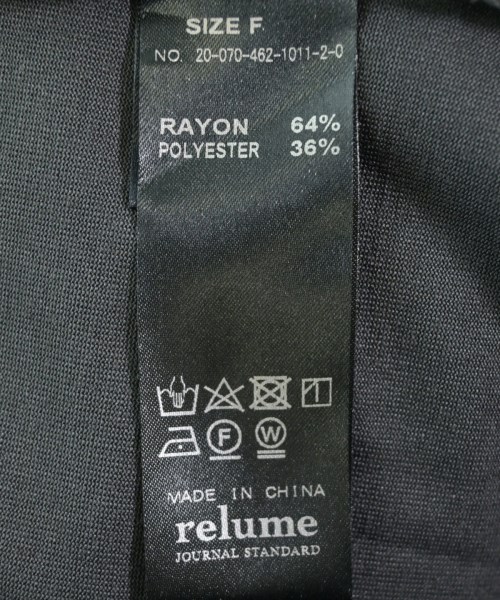 SIZE F
NO. 20-070-462-1011-2-0
RAYON 64%
POLYESTER 36%
F W
MADE IN CHINA
relume
JOURNAL STANDARD